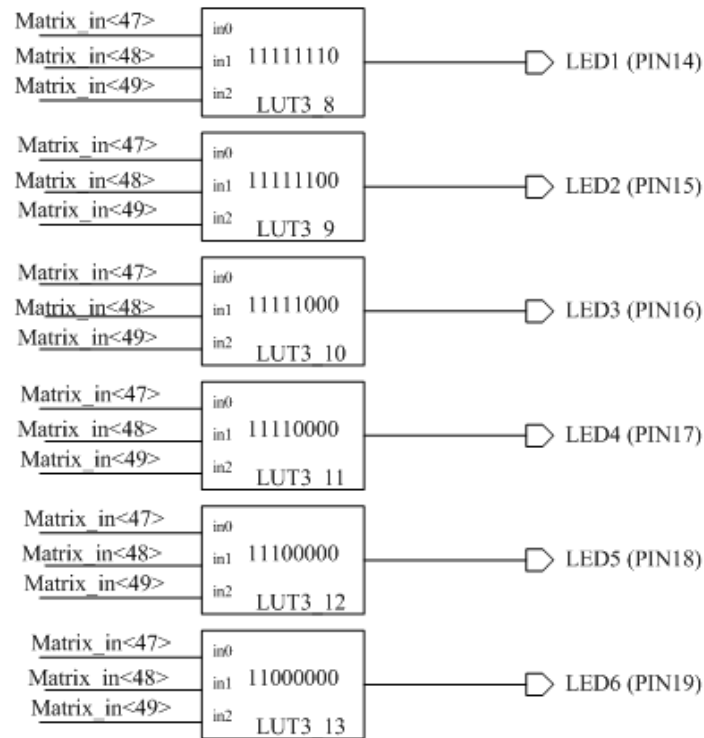 Matrix_in<47>
in0
Matrix_in<48>
in1
11111110
LED1 (PIN14)
Matrix_in<49>
in2
LUT3_8
Matrix_in<47>
in0
Matrix_in<48>
in1
11111100
LED2 (PIN15)
Matrix_in<49>
in2
LUT3_9
Matrix_in<47>
in0
Matrix_in<48>
in1
11111000
LED3 (PIN16)
Matrix_in<49>
in2
LUT3_10
Matrix_in<47>
in0
Matrix_in<48>
in1
11110000
LED4 (PIN17)
Matrix_in<49>
in2
LUT3_11
Matrix_in<47>
in0
Matrix_in<48>
in1
11100000
LED5 (PIN18)
Matrix_in<49>
in2
LUT3_12
Matrix_in<47>
in0
Matrix_in<48>
in1
11000000
LED6 (PIN19)
Matrix_in<49>
in2
LUT3_13